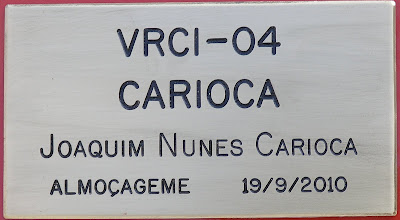 VRCI-04
CARIOCA
JOAQUIM NUNES CARIOCA
ALMOÇAGEME 19/9/2010